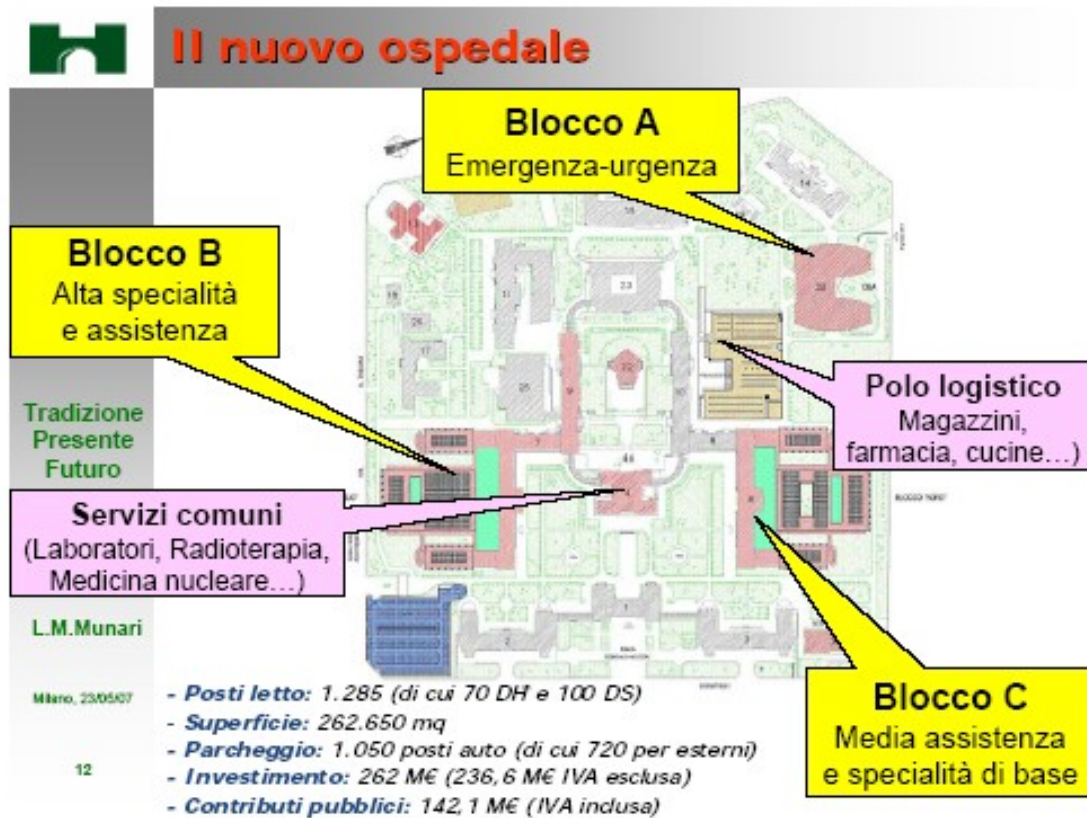 Il nuovo ospedale
Blocco A
Emergenza-urgenza
Blocco B
Alta specialità
e assistenza
Polo logistico
Magazzini,
farmacia, cucine…)
Tradizione
Presente
Futuro
Servizi comuni
(Laboratori, Radioterapia,
Medicina nucleare…)
L.M.Munari
Blocco C
Media assistenza
e specialità di base
Milano, 23/05/07
12
- Posti letto: 1.285 (di cui 70 DH e 100 DS)
- Superficie: 262.650 mq
- Parcheggio: 1.050 posti auto (di cui 720 per esterni)
- Investimento: 262 M€ (236,6 M€ IVA esclusa)
- Contributi pubblici: 142,1 M€ (IVA inclusa)